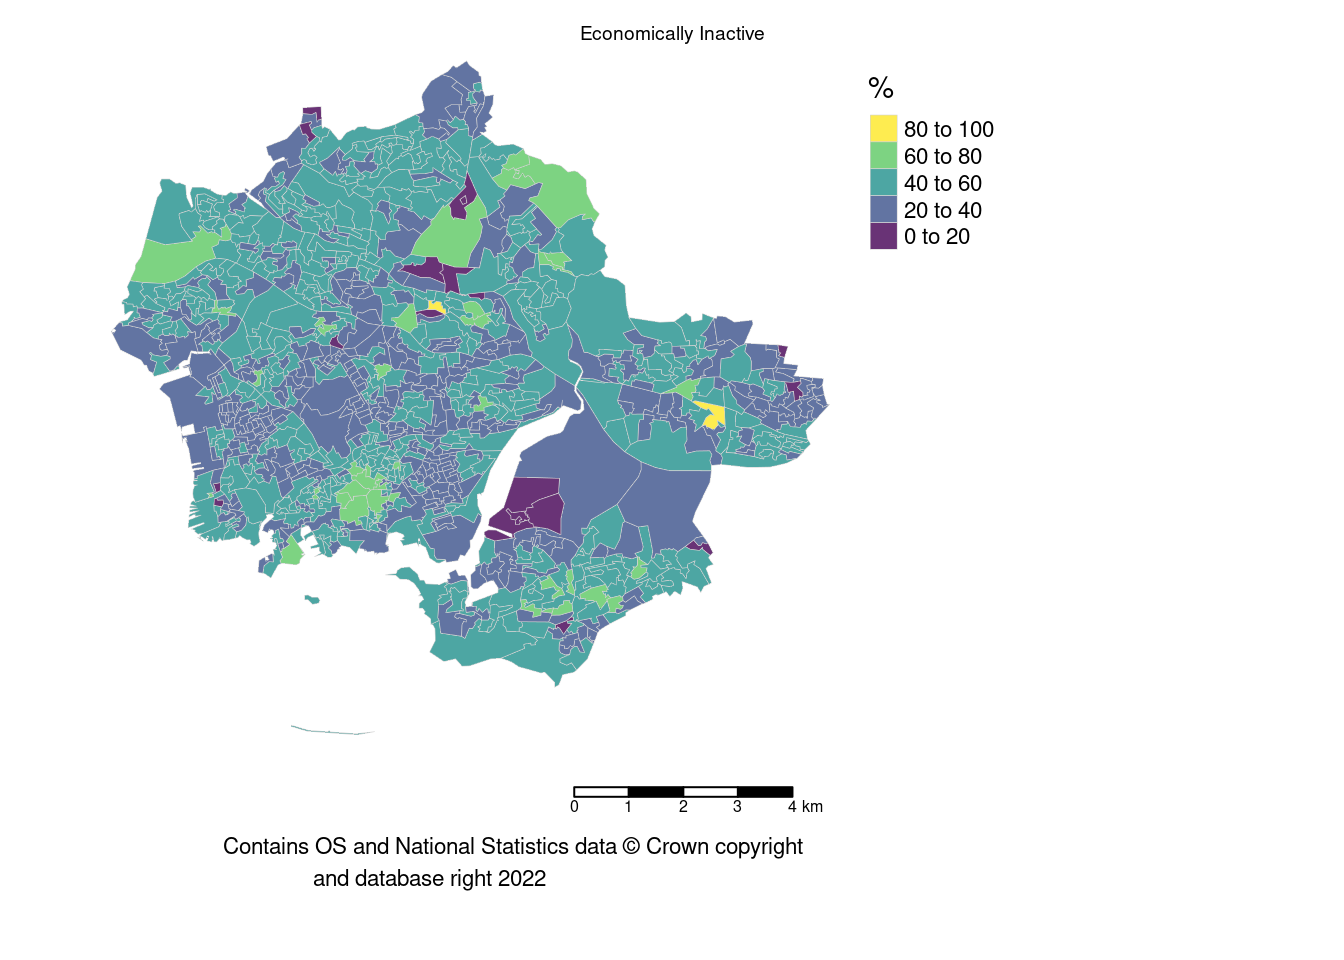 Economically Inactive
%
80 to 100
60 to 80
40 to 60
20 to 40
0 to 20
0 1 2 3 4 km
Contains OS and National Statistics data © Crown copyright
and database right 2022